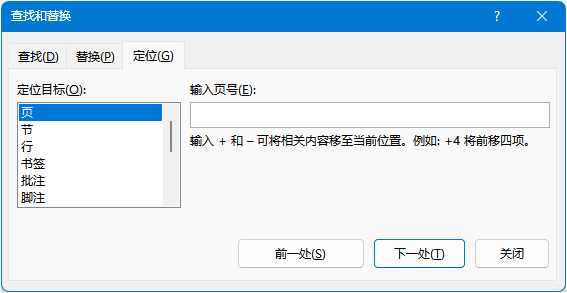 查找和替换
查找(D) 替换(P) 定位(G)
定位目标(O):
页
节
行
书签
批注
脚注
输入页号(E):
输入 + 和 – 可将相关内容移至当前位置。例如: +4 将前移四项。
前一处(S) 下一处(T) 关闭